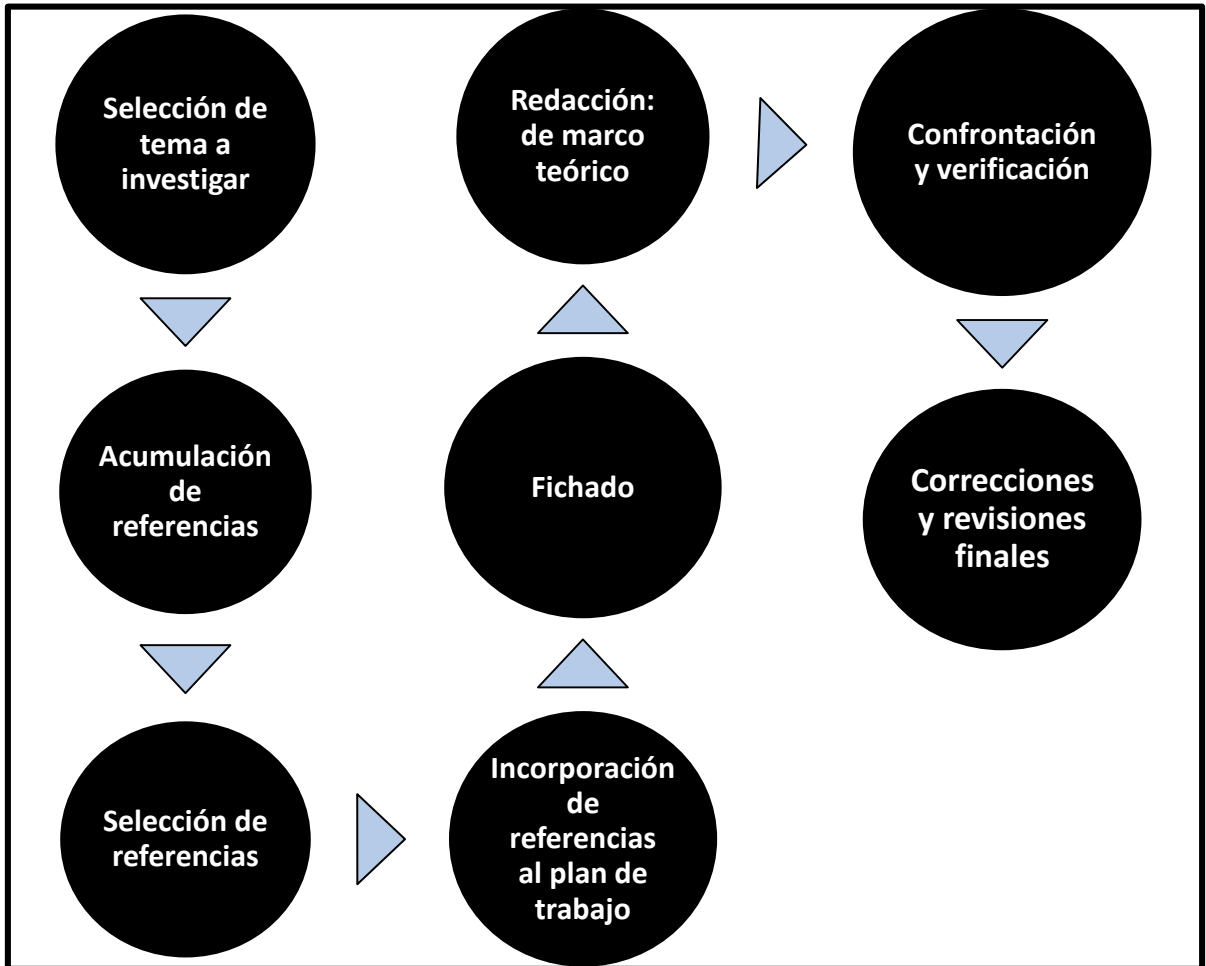 Selección de
tema a
investigar
Acumulación
de
referencias
Selección de
referencias
Incorporación
de
referencias
al plan de
trabajo
Fichado
Redacción:
de marco
teórico
Confrontación
y verificación
Correcciones
y revisiones
finales